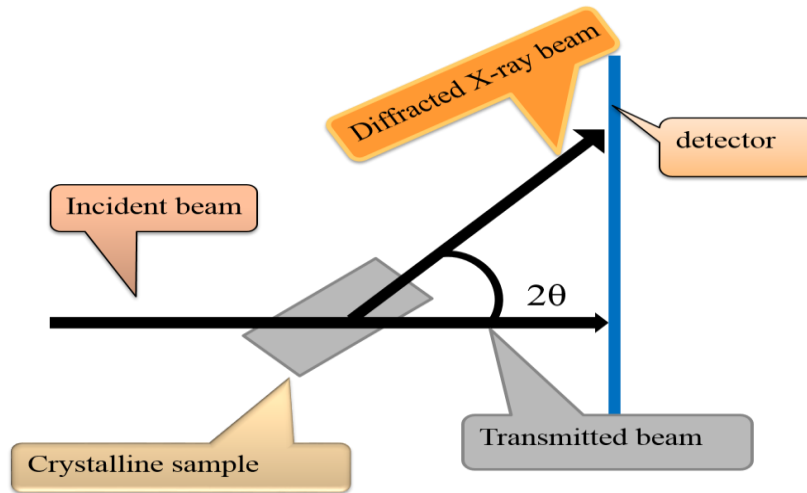 Diffracted X-ray beam
detector
Incident beam
2θ
Transmitted beam
Crystalline sample